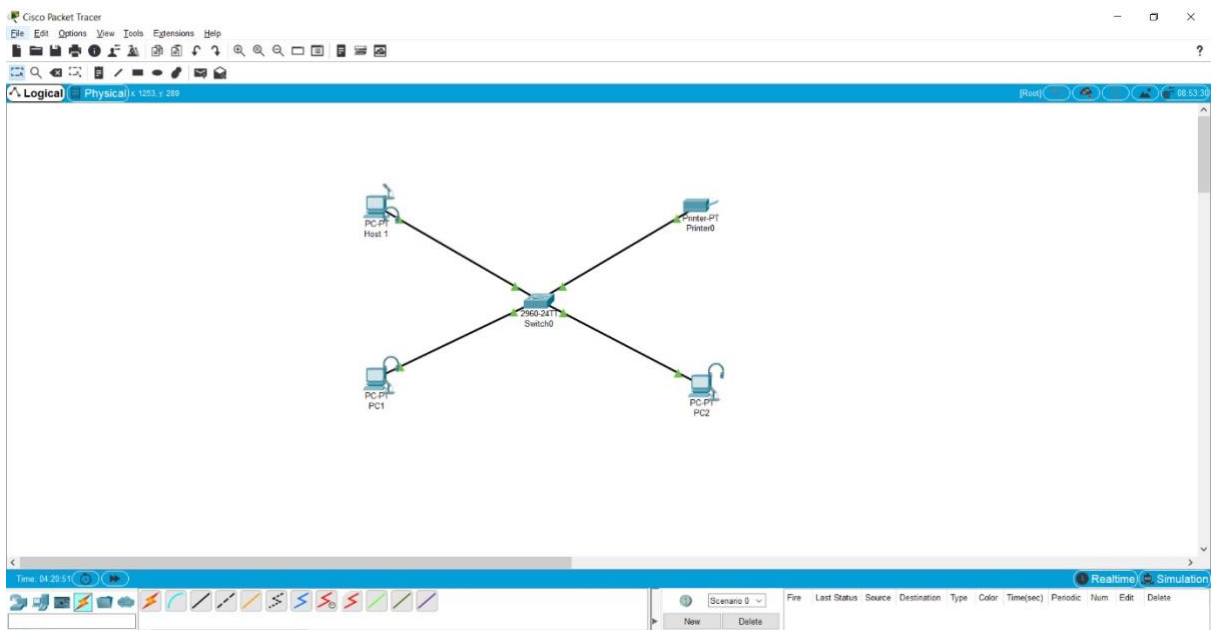 Cisco Packet Tracer
File Edit Options View Tools Extensions Help
?
Logical Physical x: 1253, y: 289 [Root] 08:53:30
PC-PT
Host 1
Printer-PT
Printer0
2960-24TT
Switch0
PC-PT
PC1
PC-PT
PC2
Time: 04:20:51 Realtime Simulation
Scenario 0 Fire Last Status Source Destination Type Color Time(sec) Periodic Num Edit Delete
New Delete